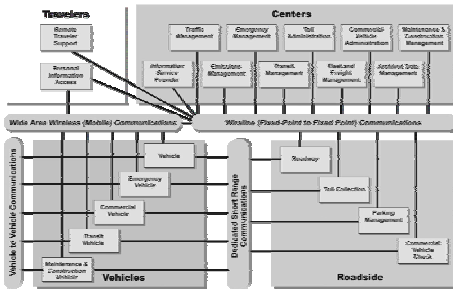 Travelers
Centers
Remote
Traveler
Support
Personal
Information
Access
Traffic
Management
Emergency
Management
Toll
Administration
Commercial
Vehicle
Administration
Maintenance &
Construction
Management
Information
Service
Provider
Emissions
Management
Transit
Management
Fleet and
Freight
Management
Archived Data
Management
Wide Area Wireless (Mobile) Communications
Wireline (Fixed-Point to Fixed Point) Communications
Vehicle to Vehicle Communications
Vehicle
Emergency
Vehicle
Commercial
Vehicle
Transit
Vehicle
Maintenance &
Construction
Vehicle
Vehicles
Dedicated Short Range
Communications
Roadway
Toll Collection
Parking
Management
Commercial
Vehicle
Check
Roadside